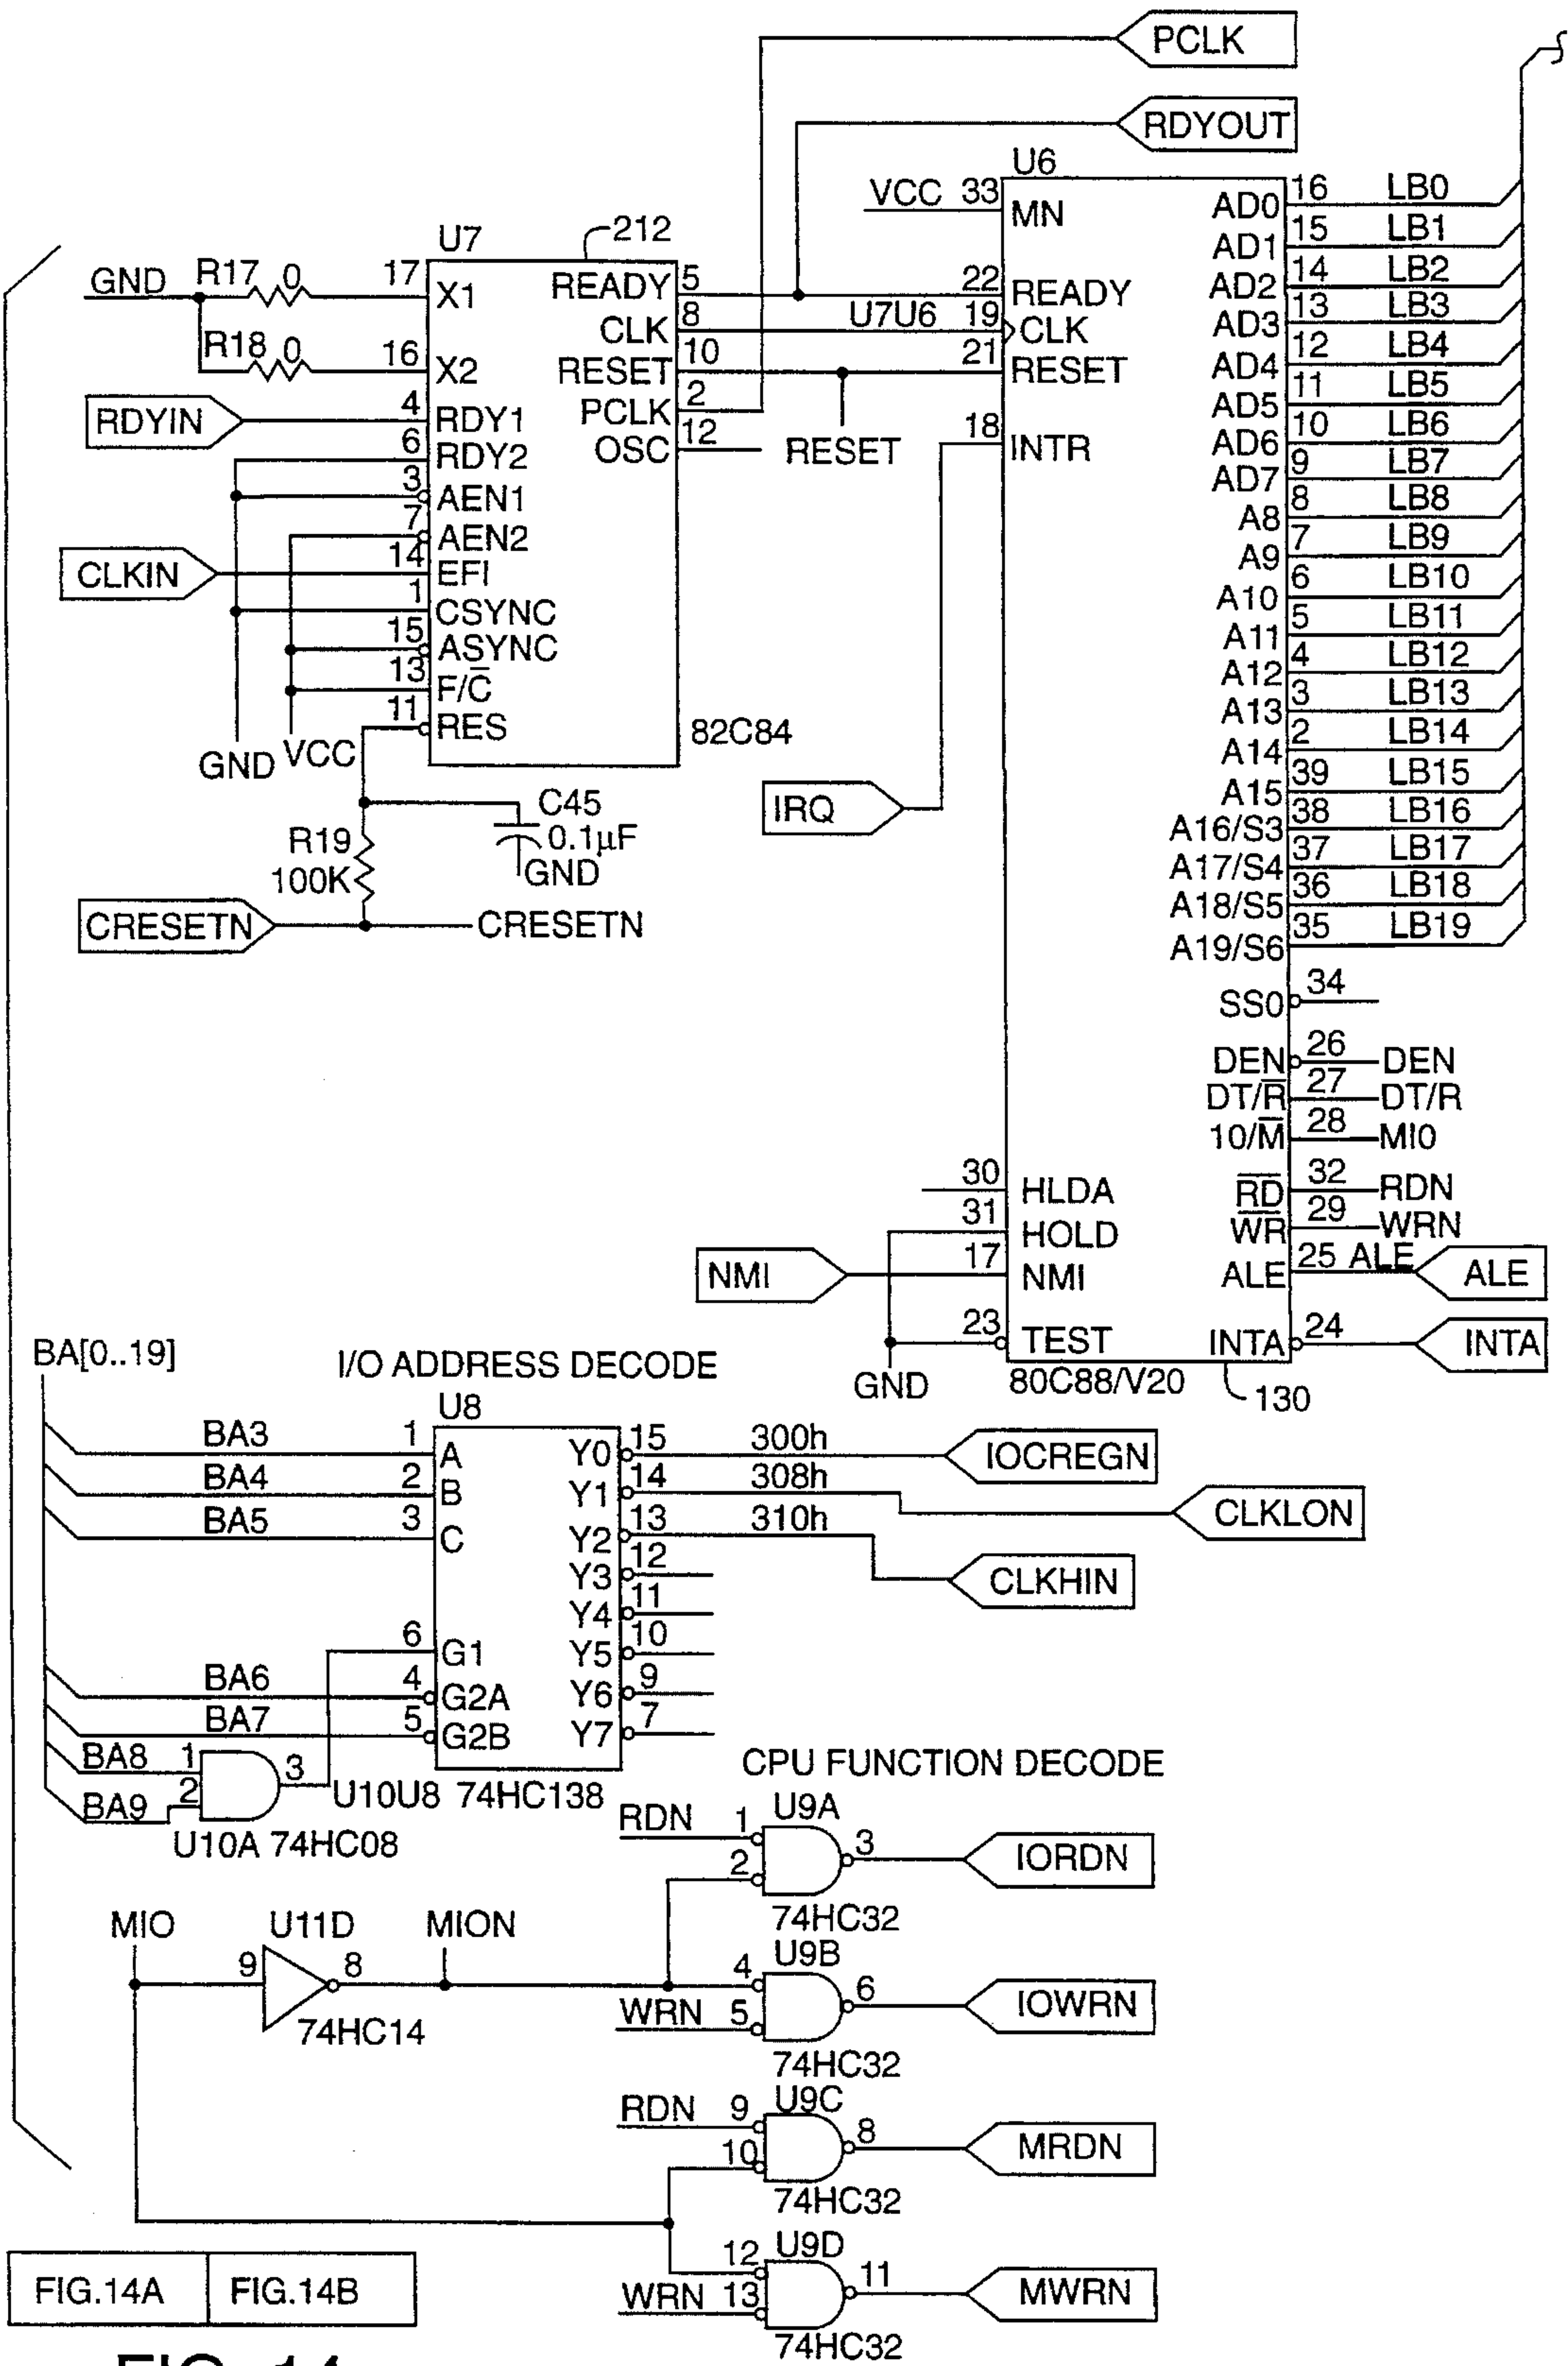 PCLK
RDYOUT
U6
VCC 33 MN
AD0 16 LB0
AD1 15 LB1
AD2 14 LB2
AD3 13 LB3
AD4 12 LB4
AD5 11 LB5
AD6 10 LB6
AD7 9 LB7
A8 8 LB8
A9 7 LB9
A10 6 LB10
A11 5 LB11
A12 4 LB12
A13 3 LB13
A14 2 LB14
A15 39 LB15
A16/S3 38 LB16
A17/S4 37 LB17
A18/S5 36 LB18
A19/S6 35 LB19
SS0 34
DEN 26 DEN
DT/R̅ 27 DT/R
10/M̅ 28 MI0
R̅D̅ 32 RDN
W̅R̅ 29 WRN
ALE 25 ALE ALE
INTA 24 INTA
22 READY
U7U6 19 CLK
21 RESET
18 INTR
IRQ
30 HLDA
31 HOLD
NMI 17 NMI
23 TEST
GND
80C88/V20
130
U7
212
GND R17 0 17 X1
R18 0 16 X2
RDYIN 4 RDY1
6 RDY2
3 AEN1
7 AEN2
CLKIN 14 EFI
1 CSYNC
15 ASYNC
13 F/C̅
11 RES
READY 5
CLK 8
RESET 10
PCLK 2
OSC 12
RESET
82C84
GND VCC
C45
0.1µF
GND
R19
100K
CRESETN CRESETN
BA[0..19]
I/O ADDRESS DECODE
U8
BA3 1 A
BA4 2 B
BA5 3 C
6 G1
BA6 4 G2A
BA7 5 G2B
BA8 1
BA9 2
3
U10A 74HC08
U10U8 74HC138
Y0 15 300h IOCREGN
Y1 14 308h CLKLON
Y2 13 310h CLKHIN
Y3 12
Y4 11
Y5 10
Y6 9
Y7 7
CPU FUNCTION DECODE
U9A
RDN 1
2
3 IORDN
74HC32
MIO U11D MION
9 8
74HC14
U9B
4
WRN 5
6 IOWRN
74HC32
U9C
RDN 9
10
8 MRDN
74HC32
U9D
12
WRN 13
11 MWRN
74HC32
FIG.14A FIG.14B